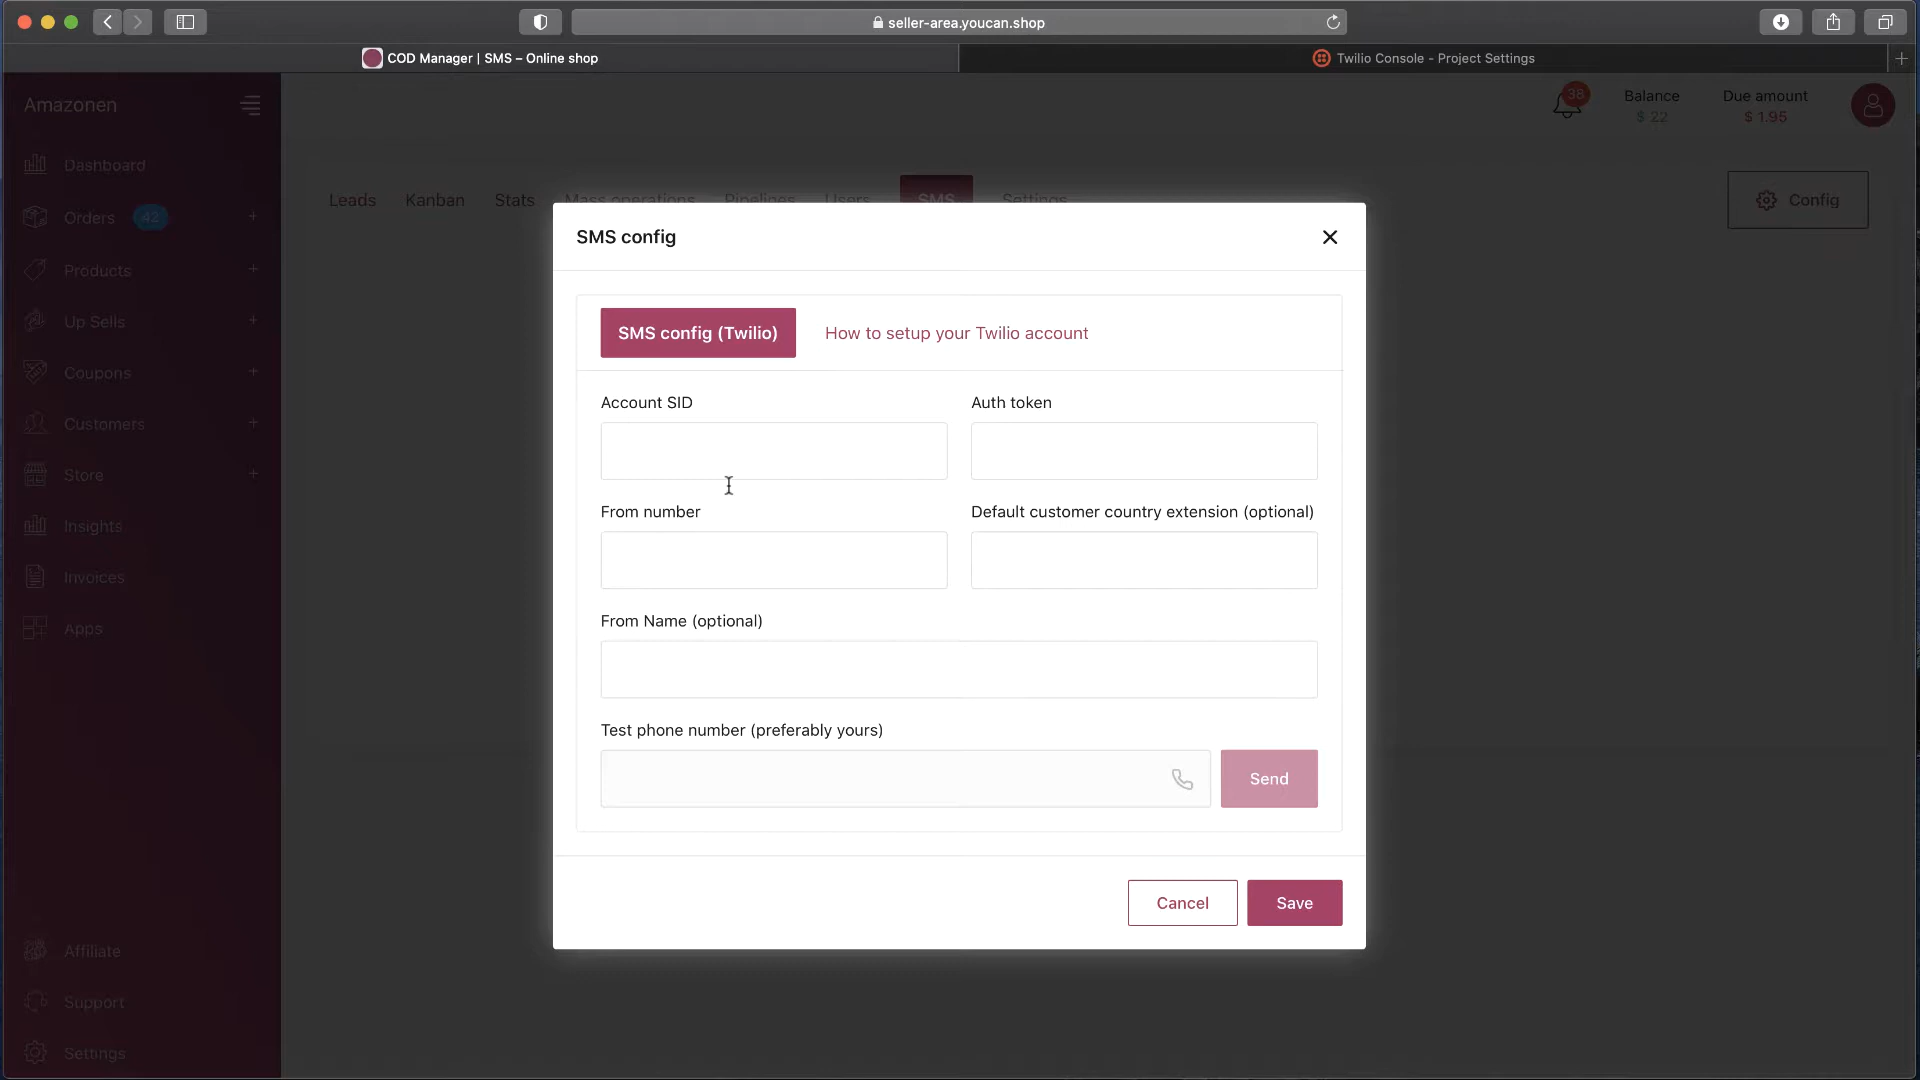 seller-area.youcan.shop
COD Manager | SMS – Online shop
Twilio Console - Project Settings
Amazonen
38
Balance
$ 22
Due amount
$ 1.95
Dashboard
Orders 42 +
Products +
Up Sells +
Coupons +
Customers +
Store +
Insights
Invoices
Apps
Affiliate
Support
Settings
Leads Kanban Stats Mass operations Pipelines Users SMS Settings
Config
SMS config
SMS config (Twilio) How to setup your Twilio account
Account SID Auth token
From number Default customer country extension (optional)
From Name (optional)
Test phone number (preferably yours)
Send
Cancel Save